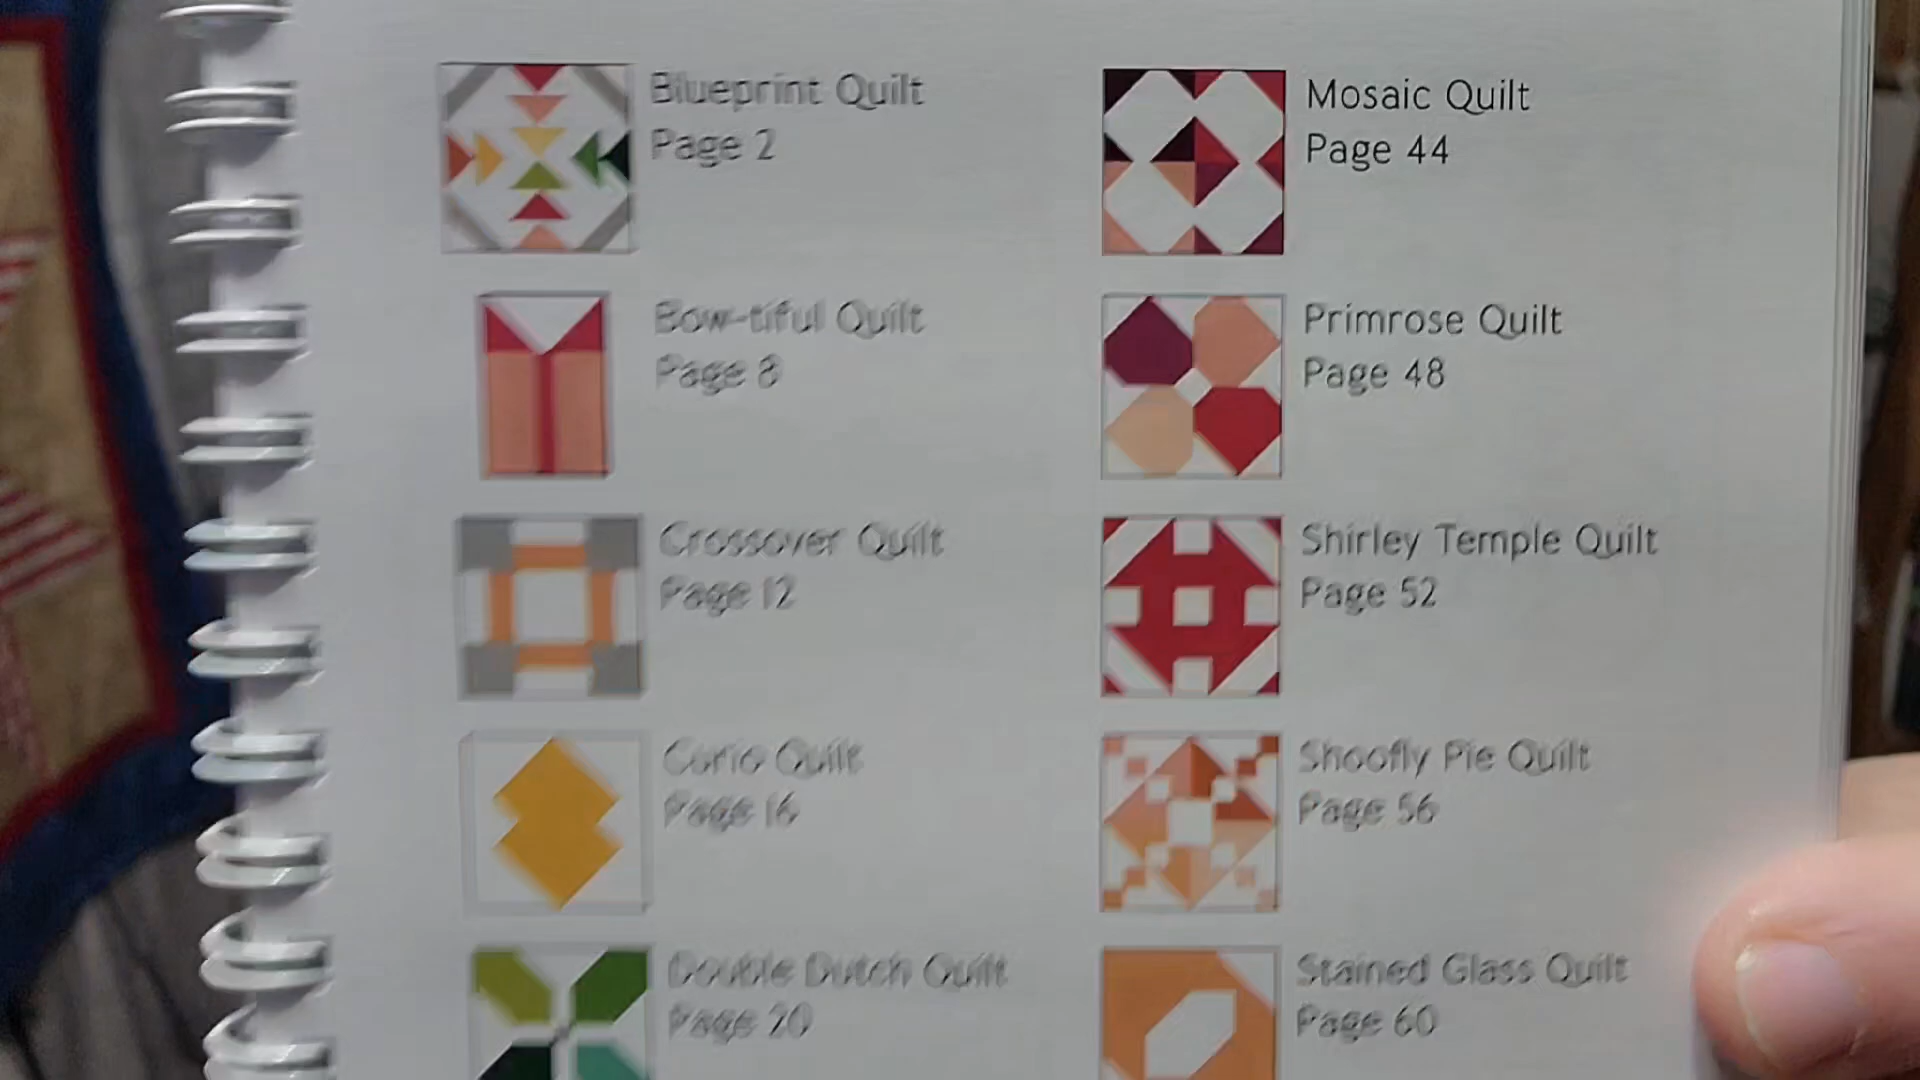 Blueprint Quilt
Page 2
Bow-tiful Quilt
Page 8
Crossover Quilt
Page 12
Curio Quilt
Page 16
Double Dutch Quilt
Page 20
Mosaic Quilt
Page 44
Primrose Quilt
Page 48
Shirley Temple Quilt
Page 52
Shoofly Pie Quilt
Page 56
Stained Glass Quilt
Page 60